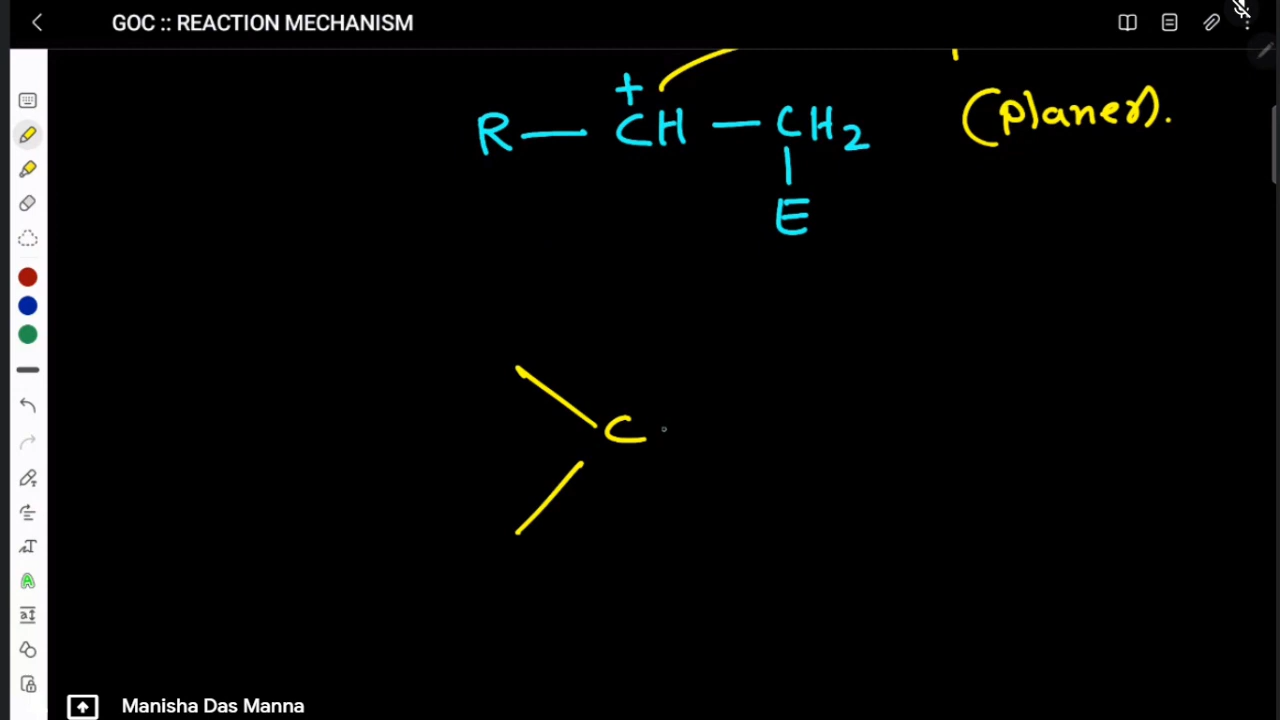 GOC :: REACTION MECHANISM
+
R — CH — CH2
|
E
(planer).
C
Manisha Das Manna